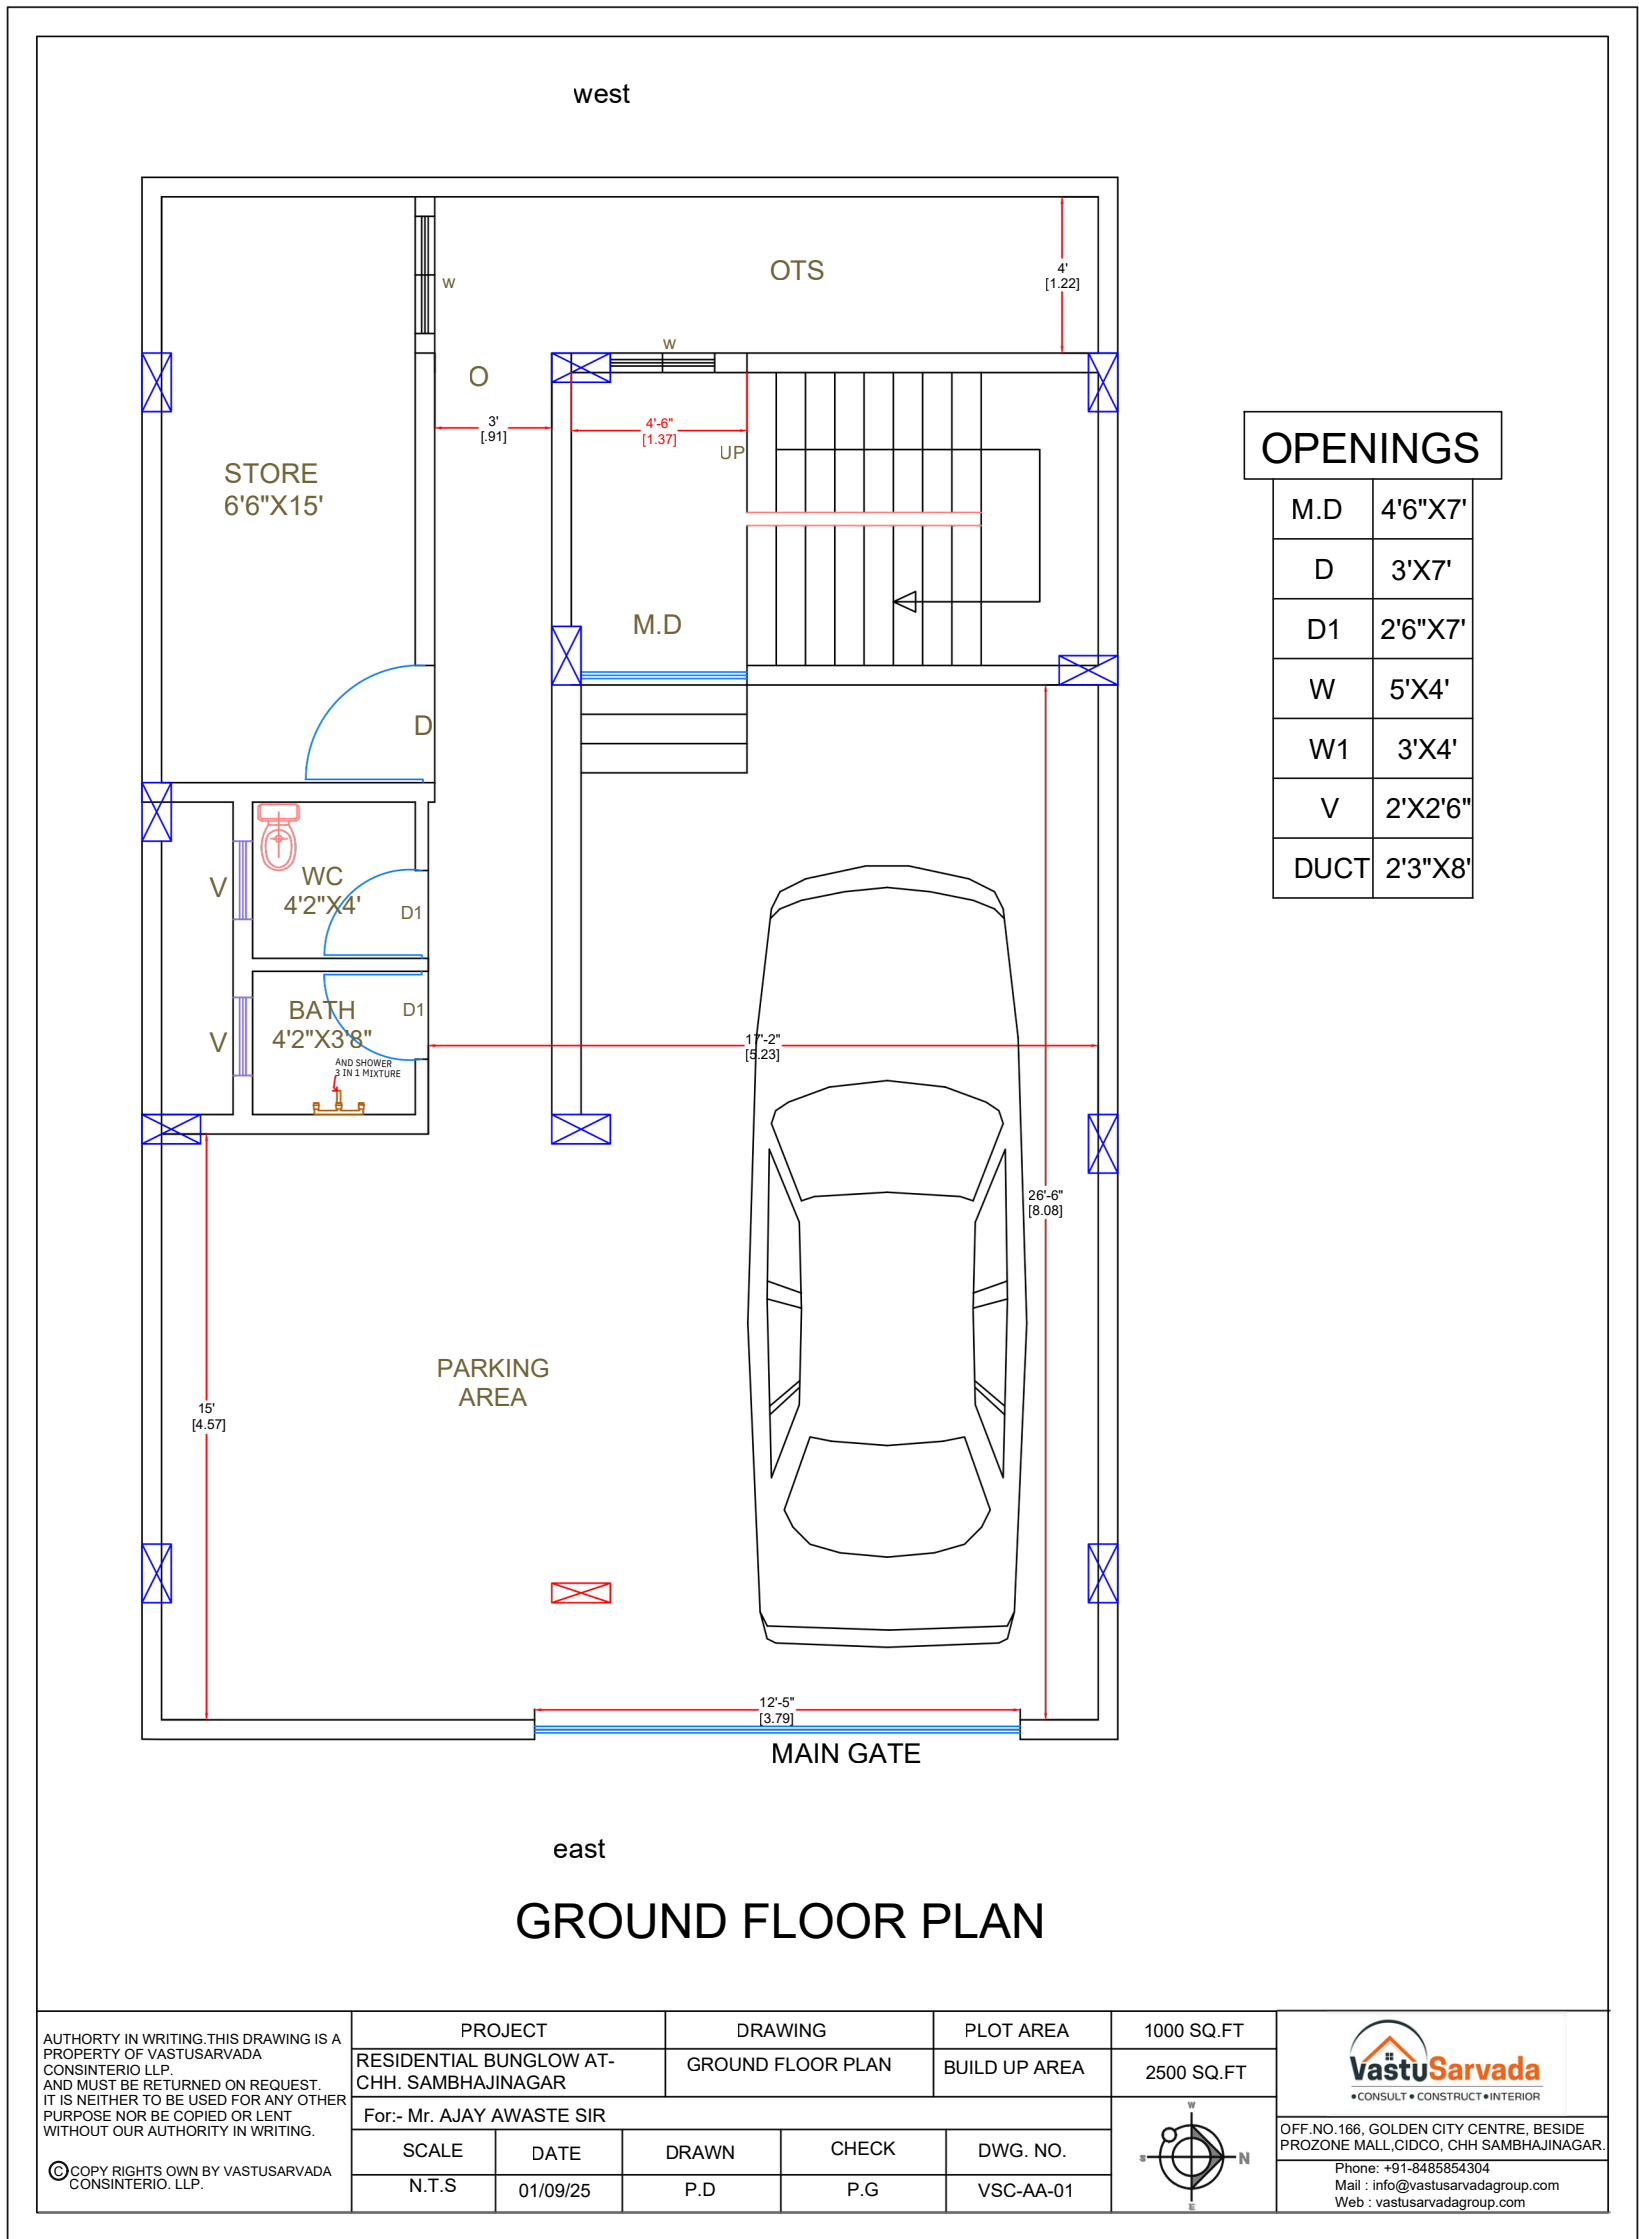 west
OTS
4'
[1.22]
W
W
O
3'
[.91]
4'-6"
[1.37]
UP
STORE
6'6"X15'
M.D
D
OPENINGS
M.D 4'6"X7'
D 3'X7'
D1 2'6"X7'
W 5'X4'
W1 3'X4'
V 2'X2'6"
DUCT 2'3"X8'
V
WC
4'2"X4'
D1
V
BATH
4'2"X3'8"
D1
AND SHOWER
3 IN 1 MIXTURE
17'-2"
[5.23]
26'-6"
[8.08]
PARKING
AREA
15'
[4.57]
12'-5"
[3.79]
MAIN GATE
east
GROUND FLOOR PLAN
AUTHORTY IN WRITING.THIS DRAWING IS A
PROPERTY OF VASTUSARVADA
CONSINTERIO LLP.
AND MUST BE RETURNED ON REQUEST.
IT IS NEITHER TO BE USED FOR ANY OTHER
PURPOSE NOR BE COPIED OR LENT
WITHOUT OUR AUTHORITY IN WRITING.
©COPY RIGHTS OWN BY VASTUSARVADA
CONSINTERIO. LLP.
PROJECT
RESIDENTIAL BUNGLOW AT-
CHH. SAMBHAJINAGAR
DRAWING
GROUND FLOOR PLAN
PLOT AREA 1000 SQ.FT
BUILD UP AREA 2500 SQ.FT
For:- Mr. AJAY AWASTE SIR
SCALE DATE DRAWN CHECK DWG. NO.
N.T.S 01/09/25 P.D P.G VSC-AA-01
W
S
N
E
VastuSarvada
•CONSULT•CONSTRUCT•INTERIOR
OFF.NO.166, GOLDEN CITY CENTRE, BESIDE
PROZONE MALL,CIDCO, CHH SAMBHAJINAGAR.
Phone: +91-8485854304
Mail : info@vastusarvadagroup.com
Web : vastusarvadagroup.com